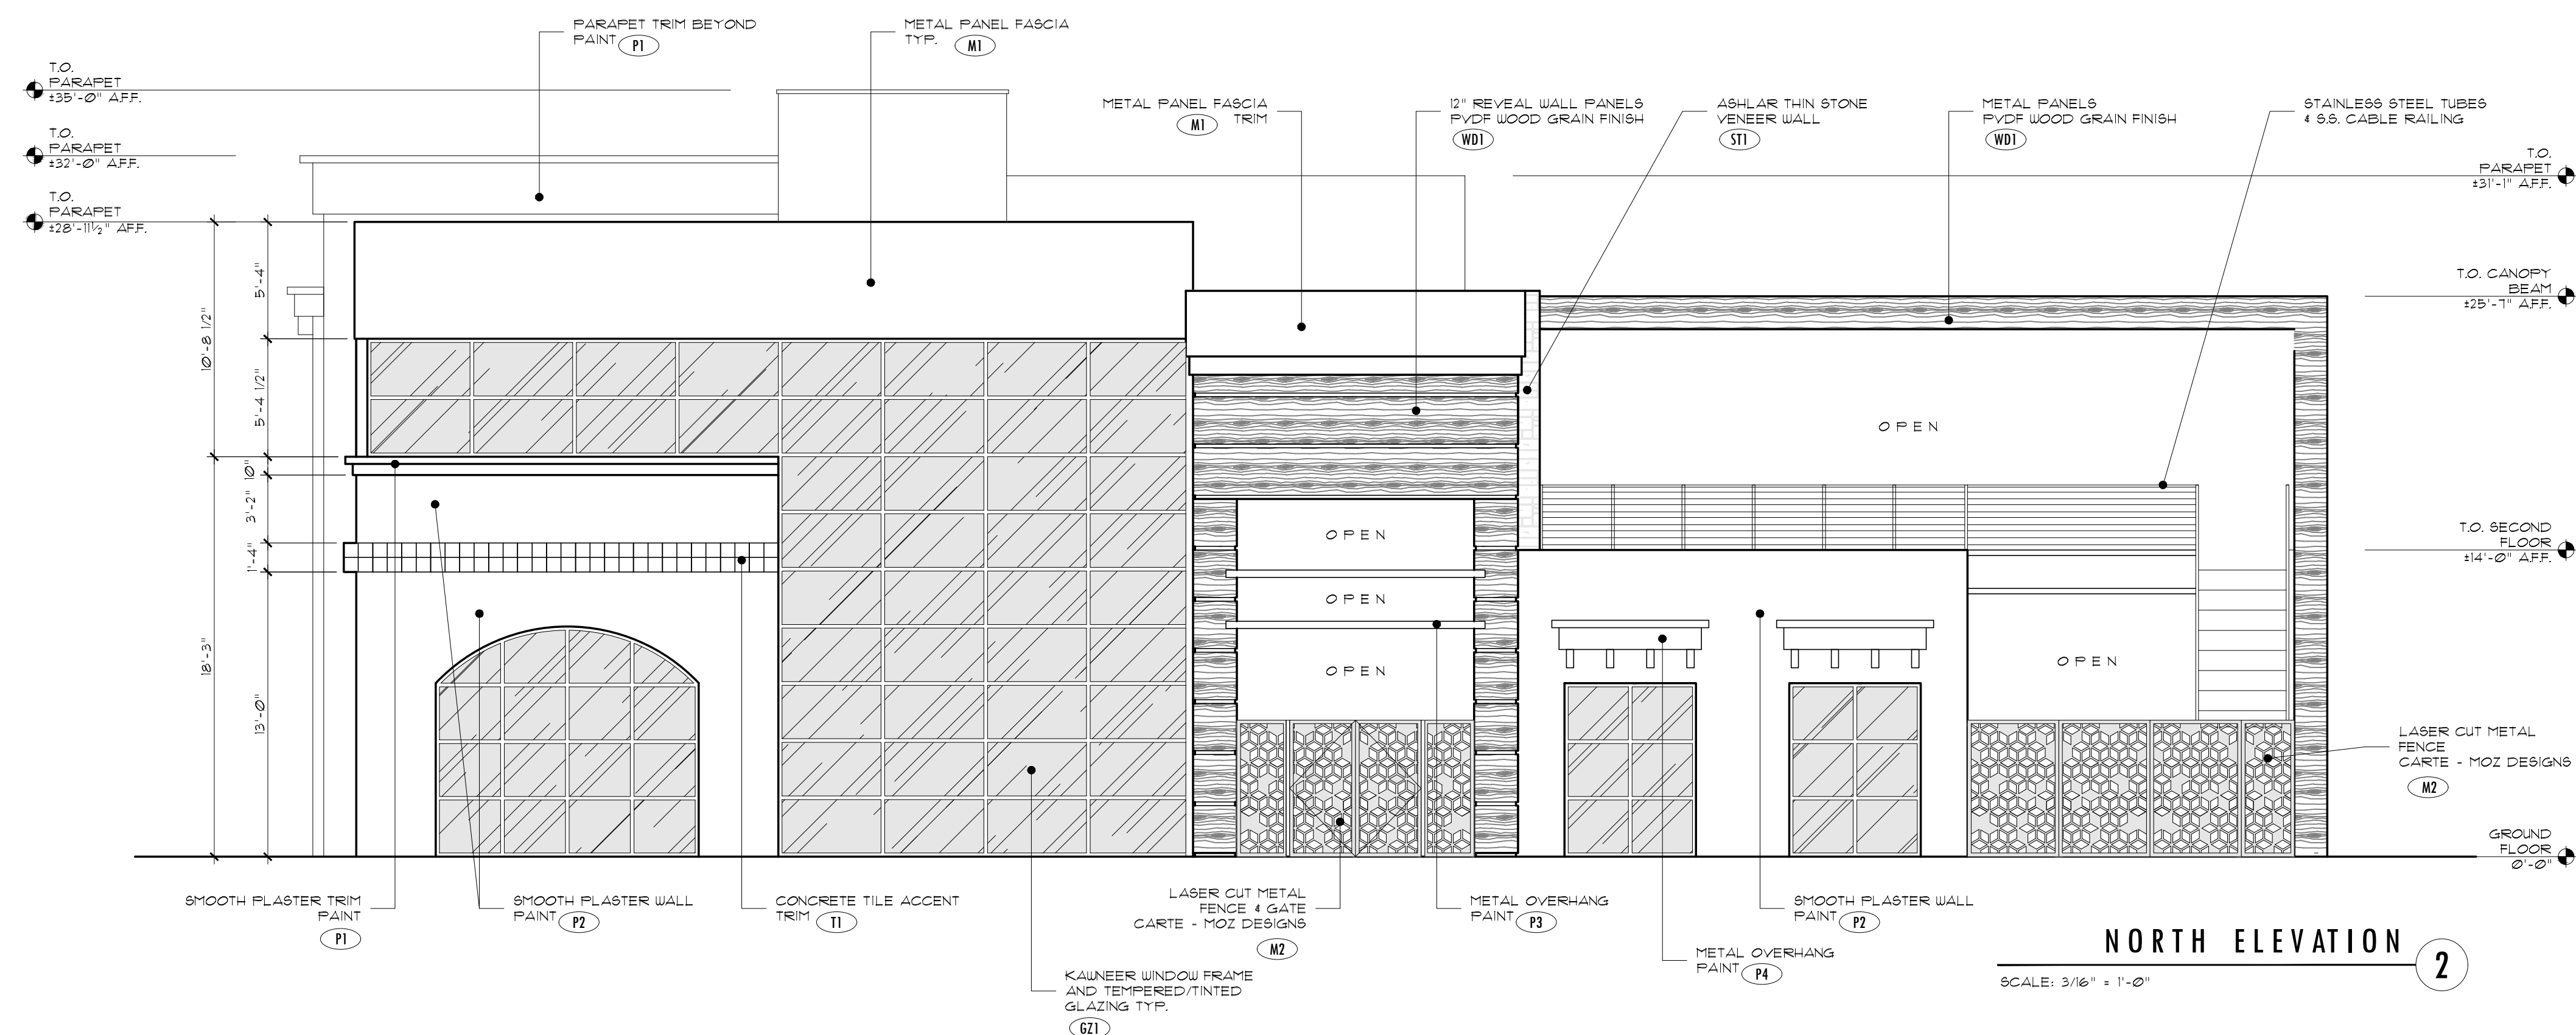 PARAPET TRIM BEYOND
PAINT P1
METAL PANEL FASCIA
TYP. M1
T.O.
PARAPET
±35'-0" A.F.F.
T.O.
PARAPET
±32'-0" A.F.F.
T.O.
PARAPET
±28'-11½" A.F.F.
METAL PANEL FASCIA
M1 TRIM
12" REVEAL WALL PANELS
PVDF WOOD GRAIN FINISH
WD1
ASHLAR THIN STONE
VENEER WALL
ST1
METAL PANELS
PVDF WOOD GRAIN FINISH
WD1
STAINLESS STEEL TUBES
& S.S. CABLE RAILING
T.O.
PARAPET
±31'-1" A.F.F.
T.O. CANOPY
BEAM
±25'-7" A.F.F.
T.O. SECOND
FLOOR
±14'-0" A.F.F.
GROUND
FLOOR
0'-0"
10'-8 1/2"
18'-3"
5'-4"
5'-4 1/2"
10"
3'-2"
1'-4"
13'-0"
OPEN
OPEN
OPEN
OPEN
OPEN
LASER CUT METAL
FENCE
CARTE - MOZ DESIGNS
M2
SMOOTH PLASTER TRIM
PAINT
P1
SMOOTH PLASTER WALL
PAINT P2
CONCRETE TILE ACCENT
TRIM T1
KAWNEER WINDOW FRAME
AND TEMPERED/TINTED
GLAZING TYP.
GZ1
LASER CUT METAL
FENCE & GATE
CARTE - MOZ DESIGNS
M2
METAL OVERHANG
PAINT P3
METAL OVERHANG
PAINT P4
SMOOTH PLASTER WALL
PAINT P2
NORTH ELEVATION 2
SCALE: 3/16" = 1'-0"